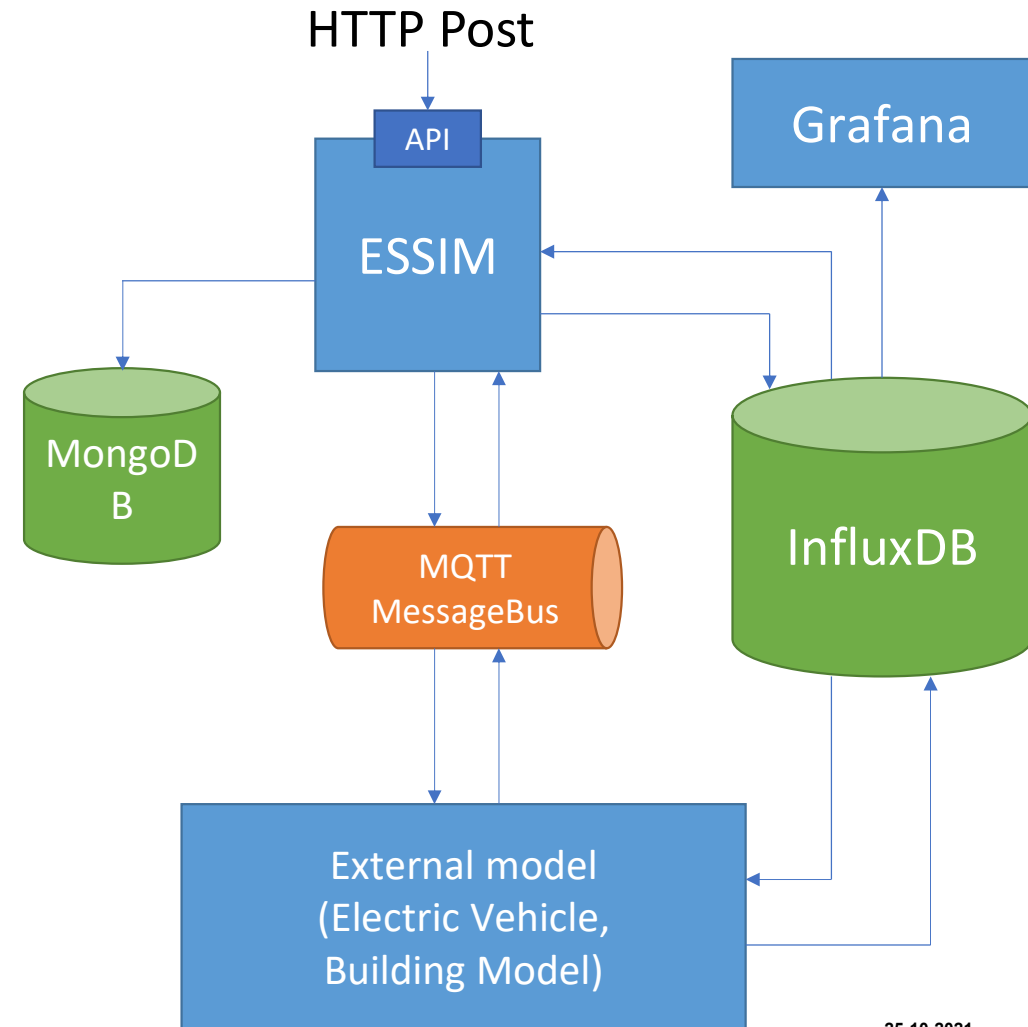 HTTP Post
API
Grafana
ESSIM
MongoD
B
InfluxDB
MQTT
MessageBus
External model
(Electric Vehicle,
Building Model)